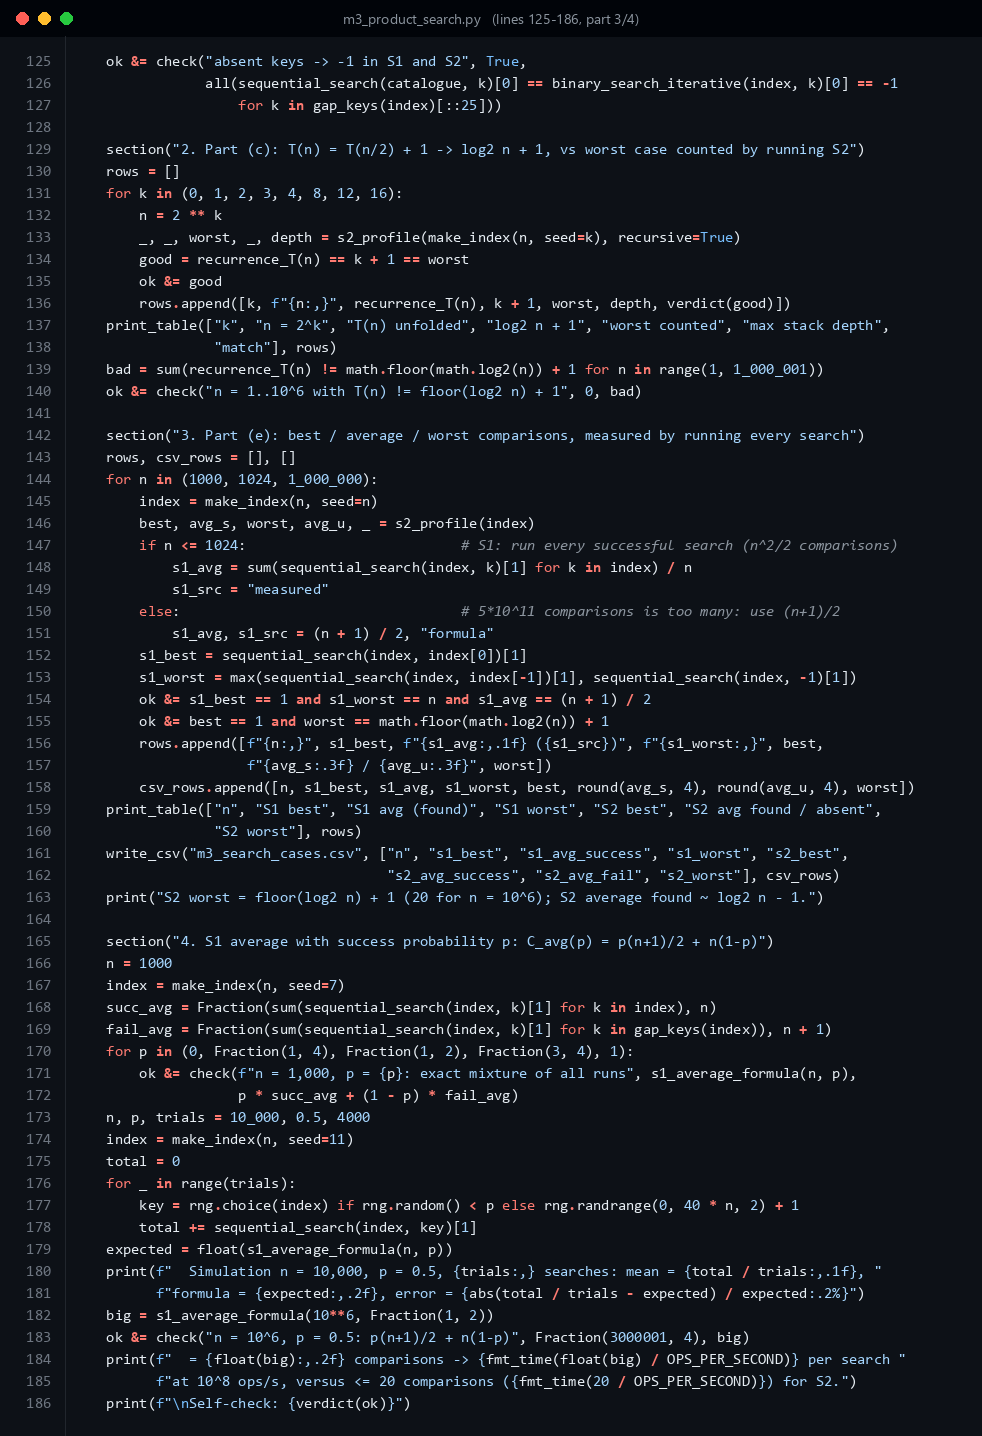 m3_product_search.py   (lines 125-186, part 3/4)
125     ok &= check("absent keys -> -1 in S1 and S2", True,
126                 all(sequential_search(catalogue, k)[0] == binary_search_iterative(index, k)[0] == -1
127                     for k in gap_keys(index)[::25]))
128
129     section("2. Part (c): T(n) = T(n/2) + 1 -> log2 n + 1, vs worst case counted by running S2")
130     rows = []
131     for k in (0, 1, 2, 3, 4, 8, 12, 16):
132         n = 2 ** k
133         _, _, worst, _, depth = s2_profile(make_index(n, seed=k), recursive=True)
134         good = recurrence_T(n) == k + 1 == worst
135         ok &= good
136         rows.append([k, f"{n:,}", recurrence_T(n), k + 1, worst, depth, verdict(good)])
137     print_table(["k", "n = 2^k", "T(n) unfolded", "log2 n + 1", "worst counted", "max stack depth",
138                  "match"], rows)
139     bad = sum(recurrence_T(n) != math.floor(math.log2(n)) + 1 for n in range(1, 1_000_001))
140     ok &= check("n = 1..10^6 with T(n) != floor(log2 n) + 1", 0, bad)
141
142     section("3. Part (e): best / average / worst comparisons, measured by running every search")
143     rows, csv_rows = [], []
144     for n in (1000, 1024, 1_000_000):
145         index = make_index(n, seed=n)
146         best, avg_s, worst, avg_u, _ = s2_profile(index)
147         if n <= 1024:                          # S1: run every successful search (n^2/2 comparisons)
148             s1_avg = sum(sequential_search(index, k)[1] for k in index) / n
149             s1_src = "measured"
150         else:                                  # 5*10^11 comparisons is too many: use (n+1)/2
151             s1_avg, s1_src = (n + 1) / 2, "formula"
152         s1_best = sequential_search(index, index[0])[1]
153         s1_worst = max(sequential_search(index, index[-1])[1], sequential_search(index, -1)[1])
154         ok &= s1_best == 1 and s1_worst == n and s1_avg == (n + 1) / 2
155         ok &= best == 1 and worst == math.floor(math.log2(n)) + 1
156         rows.append([f"{n:,}", s1_best, f"{s1_avg:,.1f} ({s1_src})", f"{s1_worst:,}", best,
157                      f"{avg_s:.3f} / {avg_u:.3f}", worst])
158         csv_rows.append([n, s1_best, s1_avg, s1_worst, best, round(avg_s, 4), round(avg_u, 4), worst])
159     print_table(["n", "S1 best", "S1 avg (found)", "S1 worst", "S2 best", "S2 avg found / absent",
160                  "S2 worst"], rows)
161     write_csv("m3_search_cases.csv", ["n", "s1_best", "s1_avg_success", "s1_worst", "s2_best",
162                                       "s2_avg_success", "s2_avg_fail", "s2_worst"], csv_rows)
163     print("S2 worst = floor(log2 n) + 1 (20 for n = 10^6); S2 average found ~ log2 n - 1.")
164
165     section("4. S1 average with success probability p: C_avg(p) = p(n+1)/2 + n(1-p)")
166     n = 1000
167     index = make_index(n, seed=7)
168     succ_avg = Fraction(sum(sequential_search(index, k)[1] for k in index), n)
169     fail_avg = Fraction(sum(sequential_search(index, k)[1] for k in gap_keys(index)), n + 1)
170     for p in (0, Fraction(1, 4), Fraction(1, 2), Fraction(3, 4), 1):
171         ok &= check(f"n = 1,000, p = {p}: exact mixture of all runs", s1_average_formula(n, p),
172                     p * succ_avg + (1 - p) * fail_avg)
173     n, p, trials = 10_000, 0.5, 4000
174     index = make_index(n, seed=11)
175     total = 0
176     for _ in range(trials):
177         key = rng.choice(index) if rng.random() < p else rng.randrange(0, 40 * n, 2) + 1
178         total += sequential_search(index, key)[1]
179     expected = float(s1_average_formula(n, p))
180     print(f"  Simulation n = 10,000, p = 0.5, {trials:,} searches: mean = {total / trials:,.1f}, "
181           f"formula = {expected:,.2f}, error = {abs(total / trials - expected) / expected:.2%}")
182     big = s1_average_formula(10**6, Fraction(1, 2))
183     ok &= check("n = 10^6, p = 0.5: p(n+1)/2 + n(1-p)", Fraction(3000001, 4), big)
184     print(f"  = {float(big):,.2f} comparisons -> {fmt_time(float(big) / OPS_PER_SECOND)} per search "
185           f"at 10^8 ops/s, versus <= 20 comparisons ({fmt_time(20 / OPS_PER_SECOND)}) for S2.")
186     print(f"\nSelf-check: {verdict(ok)}")